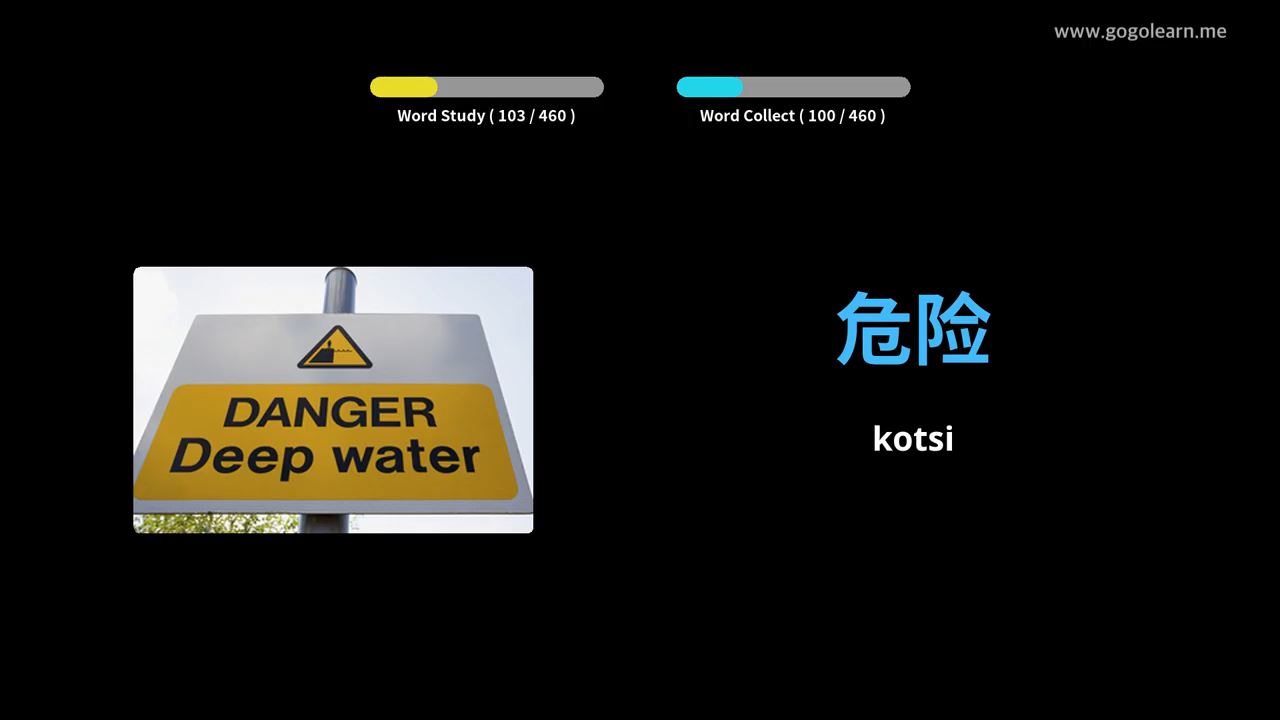 www.gogolearn.me
Word Study ( 103 / 460 )
Word Collect ( 100 / 460 )
DANGER
Deep water
危险
kotsi